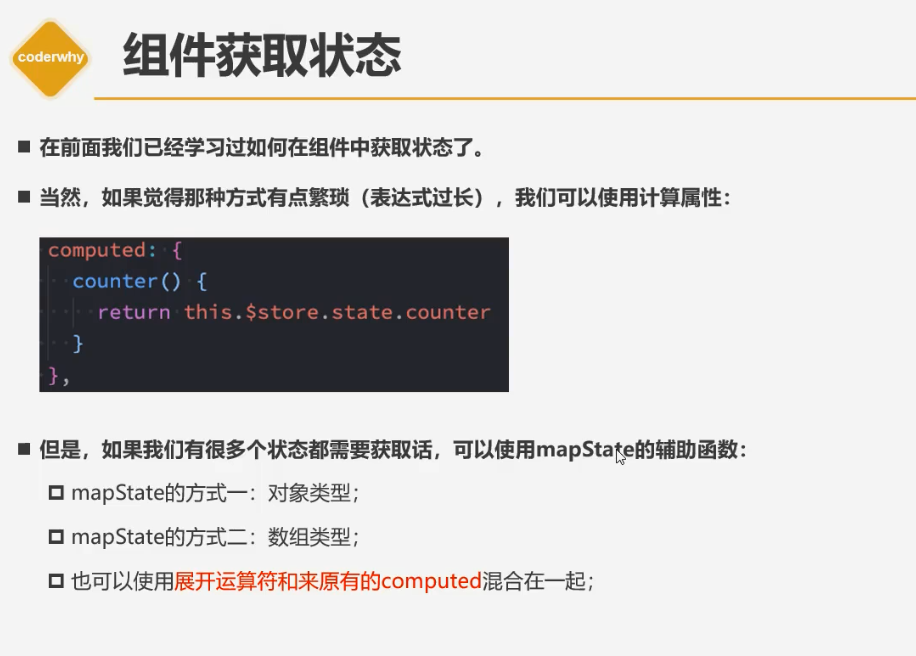 coderwhy
组件获取状态
在前面我们已经学习过如何在组件中获取状态了。
当然，如果觉得那种方式有点繁琐（表达式过长），我们可以使用计算属性：
computed: {
counter() {
return this.$store.state.counter
}
},
但是，如果我们有很多个状态都需要获取话，可以使用mapState的辅助函数：
mapState的方式一：对象类型；
mapState的方式二：数组类型；
也可以使用展开运算符和来原有的computed混合在一起；